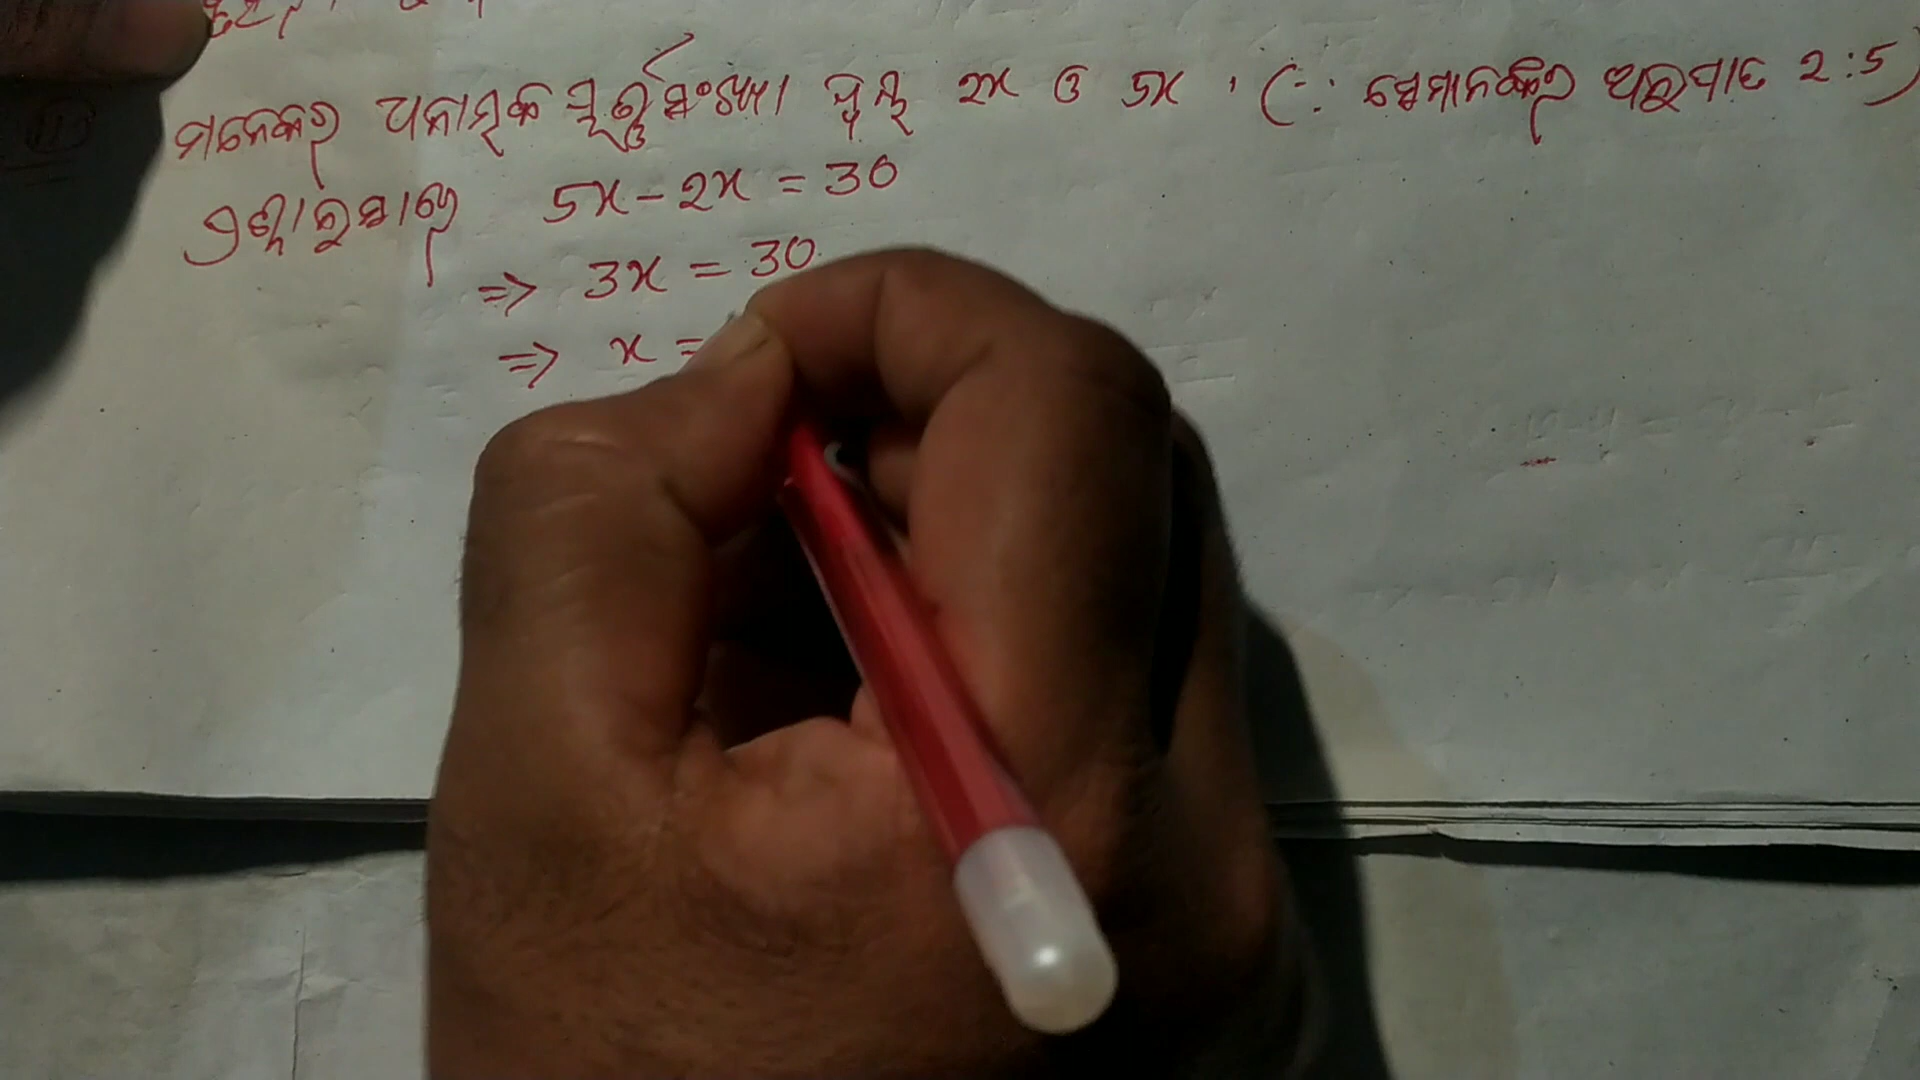 ମନେକର ଧନାତ୍ମକ ପୂର୍ଣ୍ଣସଂଖ୍ୟା ଦ୍ୱୟ 2x ଓ 5x । (∵ ସେମାନଙ୍କର ଅନୁପାତ 2:5)
ପ୍ରଶ୍ନାନୁସାରେ 5x - 2x = 30
⇒ 3x = 30
⇒ x =